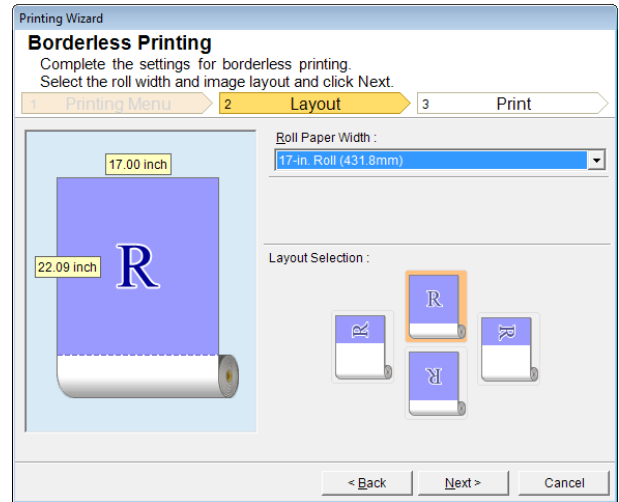 Printing Wizard
Borderless Printing
Complete the settings for borderless printing.
Select the roll width and image layout and click Next.
1 Printing Menu 2 Layout 3 Print
Roll Paper Width :
17-in. Roll (431.8mm)
17.00 inch
22.09 inch
R
Layout Selection :
R
R
R
R
< Back Next > Cancel